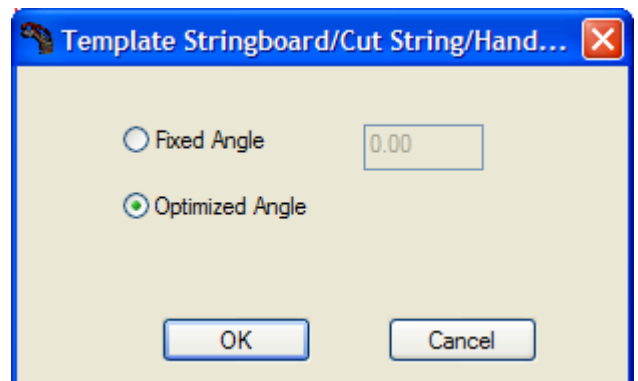 Template Stringboard/Cut String/Hand...
Fixed Angle 0.00
Optimized Angle
OK Cancel